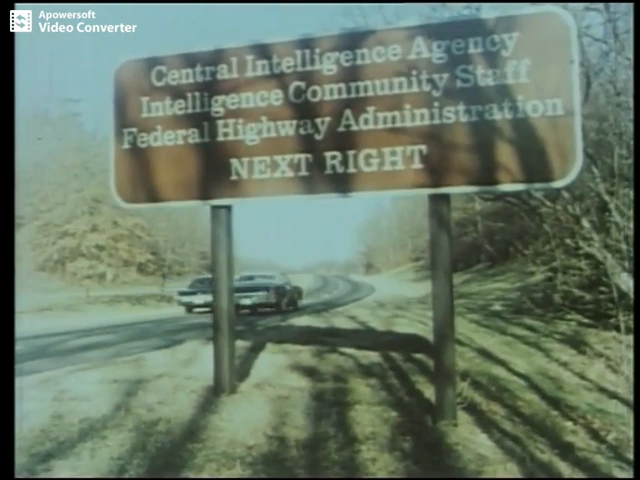 Apowersoft
Video Converter
Central Intelligence Agency
Intelligence Community Staff
Federal Highway Administration
NEXT RIGHT